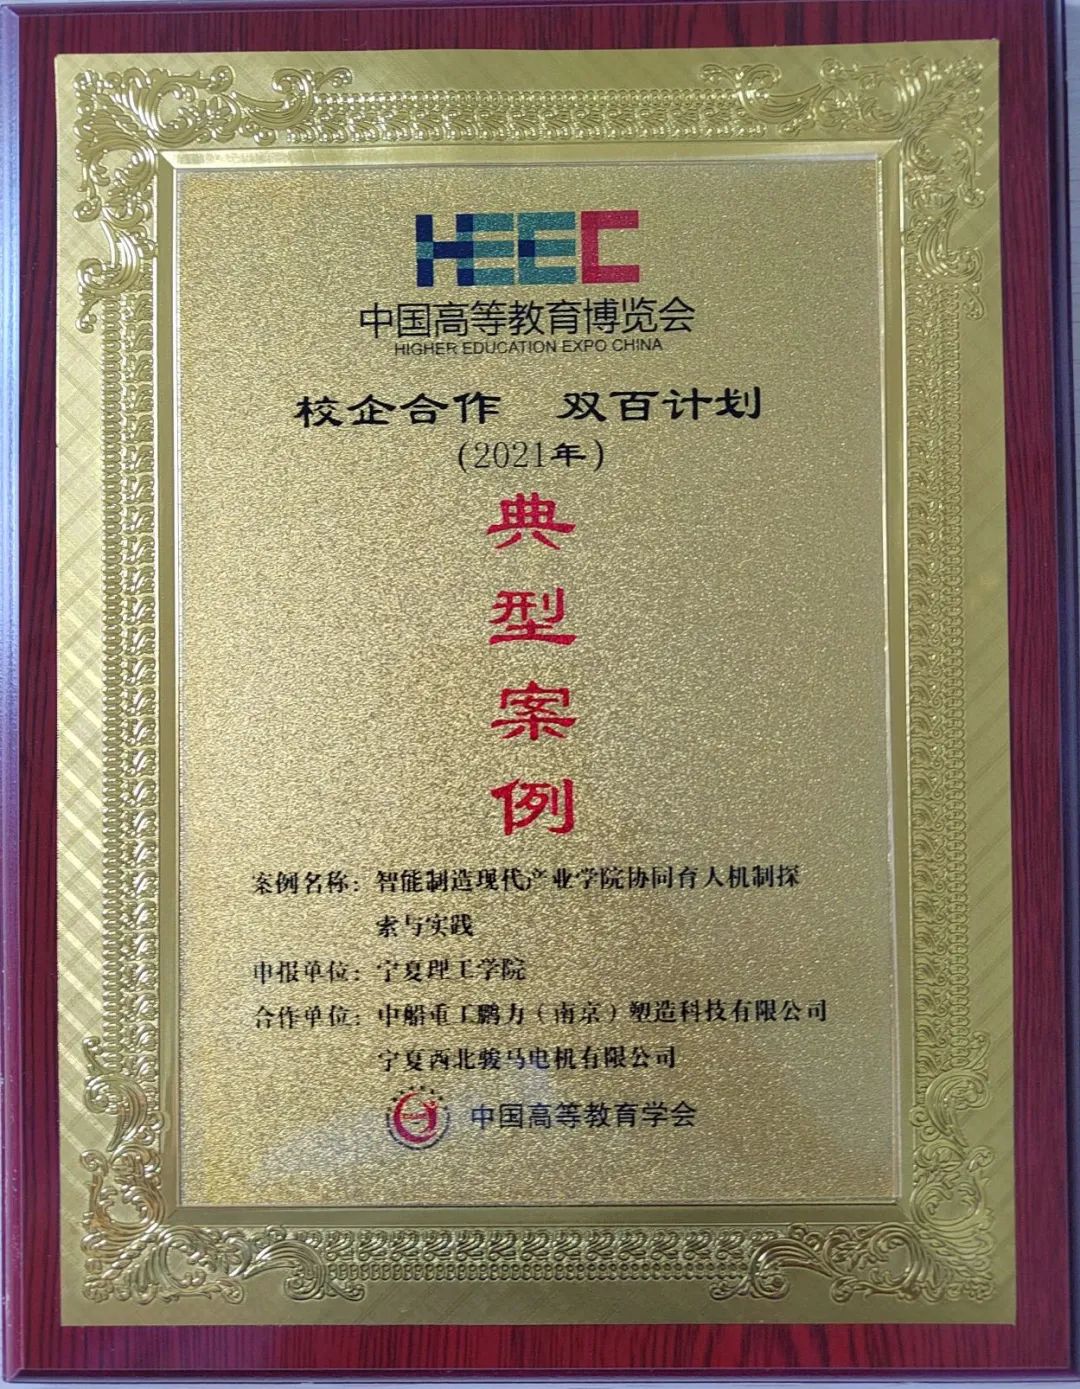 HEEC
中国高等教育博览会
HIGHER EDUCATION EXPO CHINA
校企合作 双百计划
(2021年)
典
型
案
例
案例名称：智能制造现代产业学院协同育人机制探
索与实践
申报单位：宁夏理工学院
合作单位：中船重工鹏力（南京）塑造科技有限公司
宁夏西北骏马电机有限公司
中国高等教育学会